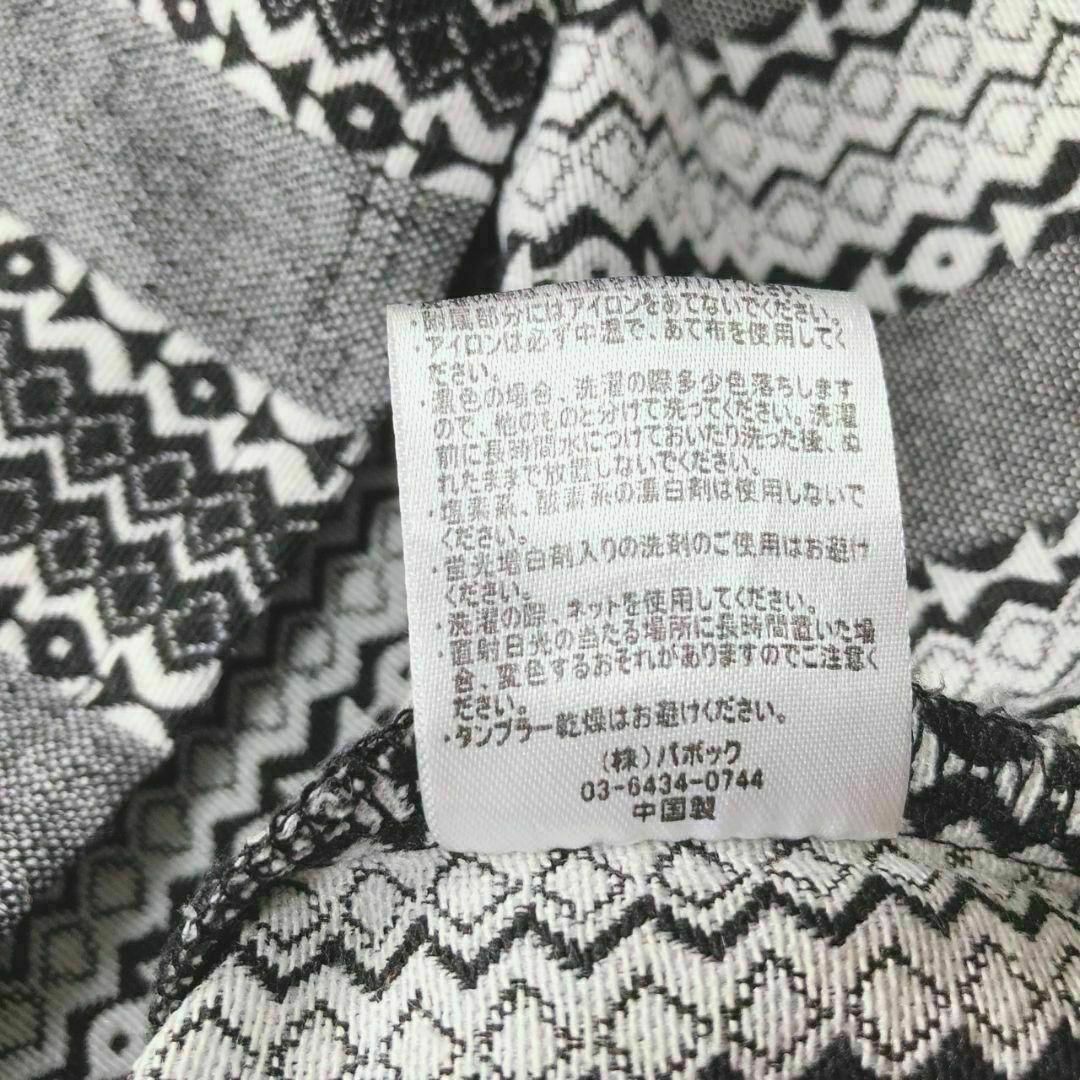 部分にはアイロンをあてないでください。
・アイロンは必ず中温で、あて布を使用してく
ださい。
・濃色の場合、洗濯の際多少色落ちします
ので、他のものと分けて洗ってください。洗濯
前に長時間水につけておいたり洗った後、ぬ
れたままで放置しないでください。
・塩素系、酸素系の漂白剤は使用しないで
ください。
・蛍光増白剤入りの洗剤のご使用はお避け
ください。
・洗濯の際、ネットを使用してください。
・直射日光の当たる場所に長時間置いた場
合、変色するおそれがありますのでご注意く
ださい。
・タンブラー乾燥はお避けください。
(株)バボック
03-6434-0744
中国製